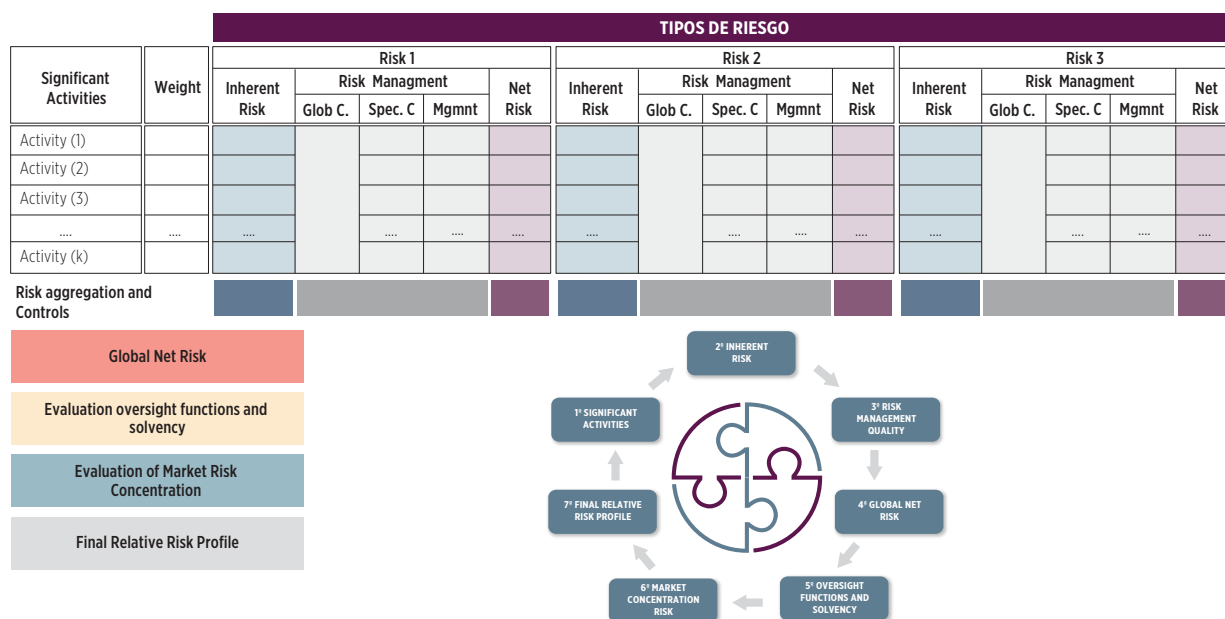 TIPOS DE RIESGO
Significant
Activities
Weight
Risk 1
Risk 2
Risk 3
Inherent
Risk
Risk Managment
Net
Risk
Inherent
Risk
Risk Managment
Net
Risk
Inherent
Risk
Risk Managment
Net
Risk
Glob C. Spec. C Mgmnt
Glob C. Spec. C Mgmnt
Glob C. Spec. C Mgmnt
Activity (1)
Activity (2)
Activity (3)
.... .... .... .... .... .... .... .... .... .... .... .... .... ....
Activity (k)
Risk aggregation and
Controls
Global Net Risk
Evaluation oversight functions and
solvency
Evaluation of Market Risk
Concentration
Final Relative Risk Profile
1º SIGNIFICANT
ACTIVITIES
2º INHERENT
RISK
3º RISK
MANAGEMENT
QUALITY
4º GLOBAL NET
RISK
5º OVERSIGHT
FUNCTIONS AND
SOLVENCY
6º MARKET
CONCENTRATION
RISK
7º FINAL RELATIVE
RISK PROFILE